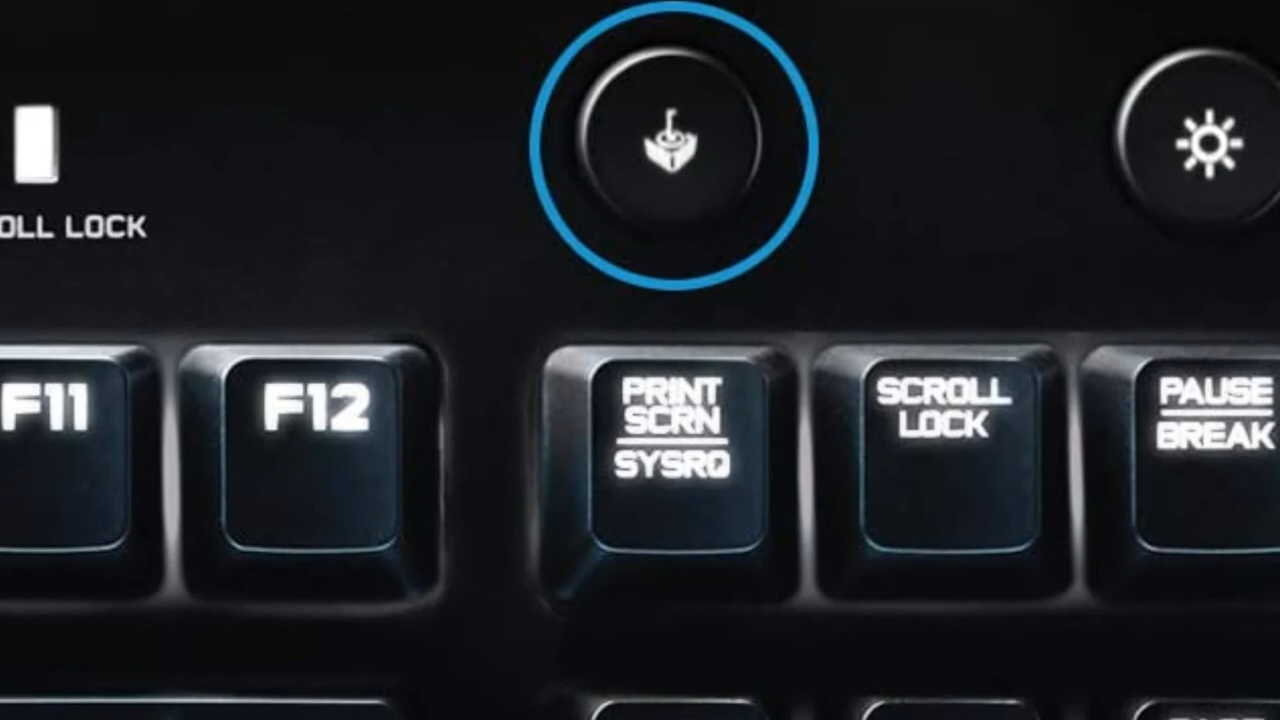 OLL LOCK
F11
F12
PRINT
SCRN
SYSRQ
SCROLL
LOCK
PAUSE
BREAK